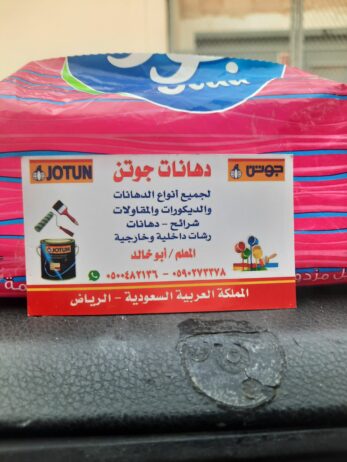 JOTUN
دهانات جوتن
جوتن
لجميع أنواع الدهانات
والديكورات والمقاولات
شرائح - دهانات
رشات داخلية وخارجية
JOTUN
المعلم / أبو خالد
٠٥٠٠٤٨٢١٣٦ - ٠٥٩٠٢٧٣٣٧٨
المملكة العربية السعودية - الرياض